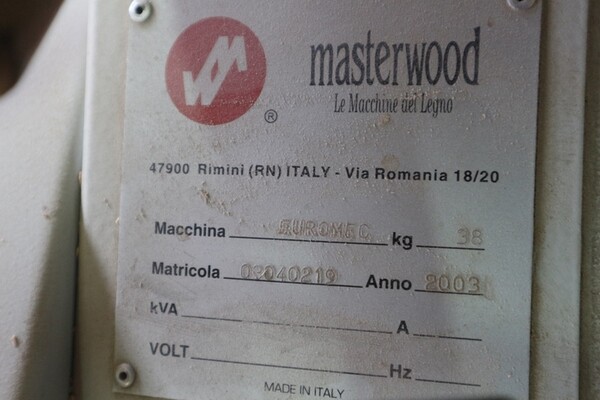 masterwood
Le Macchine del Legno
®
47900 Rimini (RN) ITALY - Via Romania 18/20
Macchina EUROMEC kg 38
Matricola 09040219 Anno 2003
kVA A
VOLT Hz
MADE IN ITALY